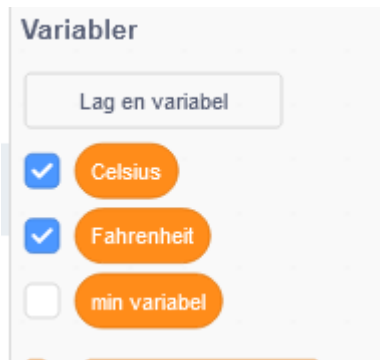 Variabler
Lag en variabel
Celsius
Fahrenheit
min variabel